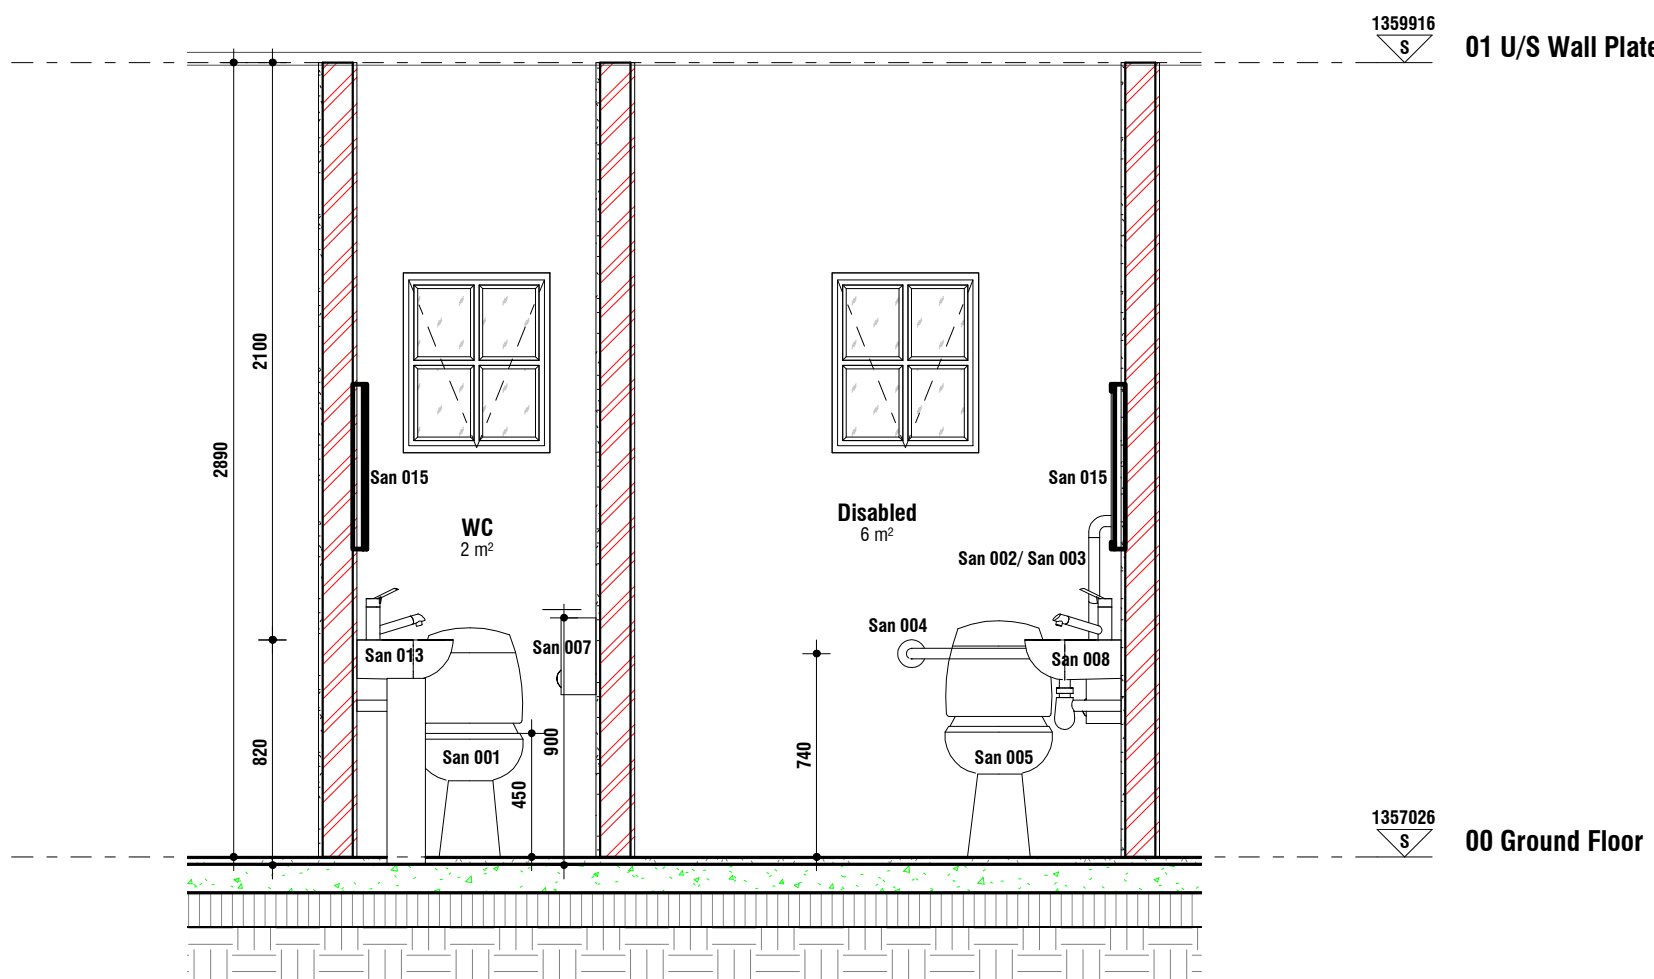 1359916
S
01 U/S Wall Plate
2100
2890
San 015
San 015
WC
2 m²
Disabled
6 m²
San 002/ San 003
San 004
San 013
San 007
San 008
820
San 001
900
450
740
San 005
1357026
S
00 Ground Floor